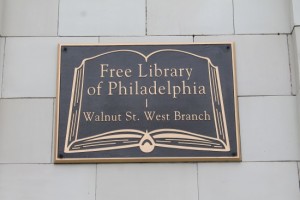 Free Library
of Philadelphia
Walnut St. West Branch